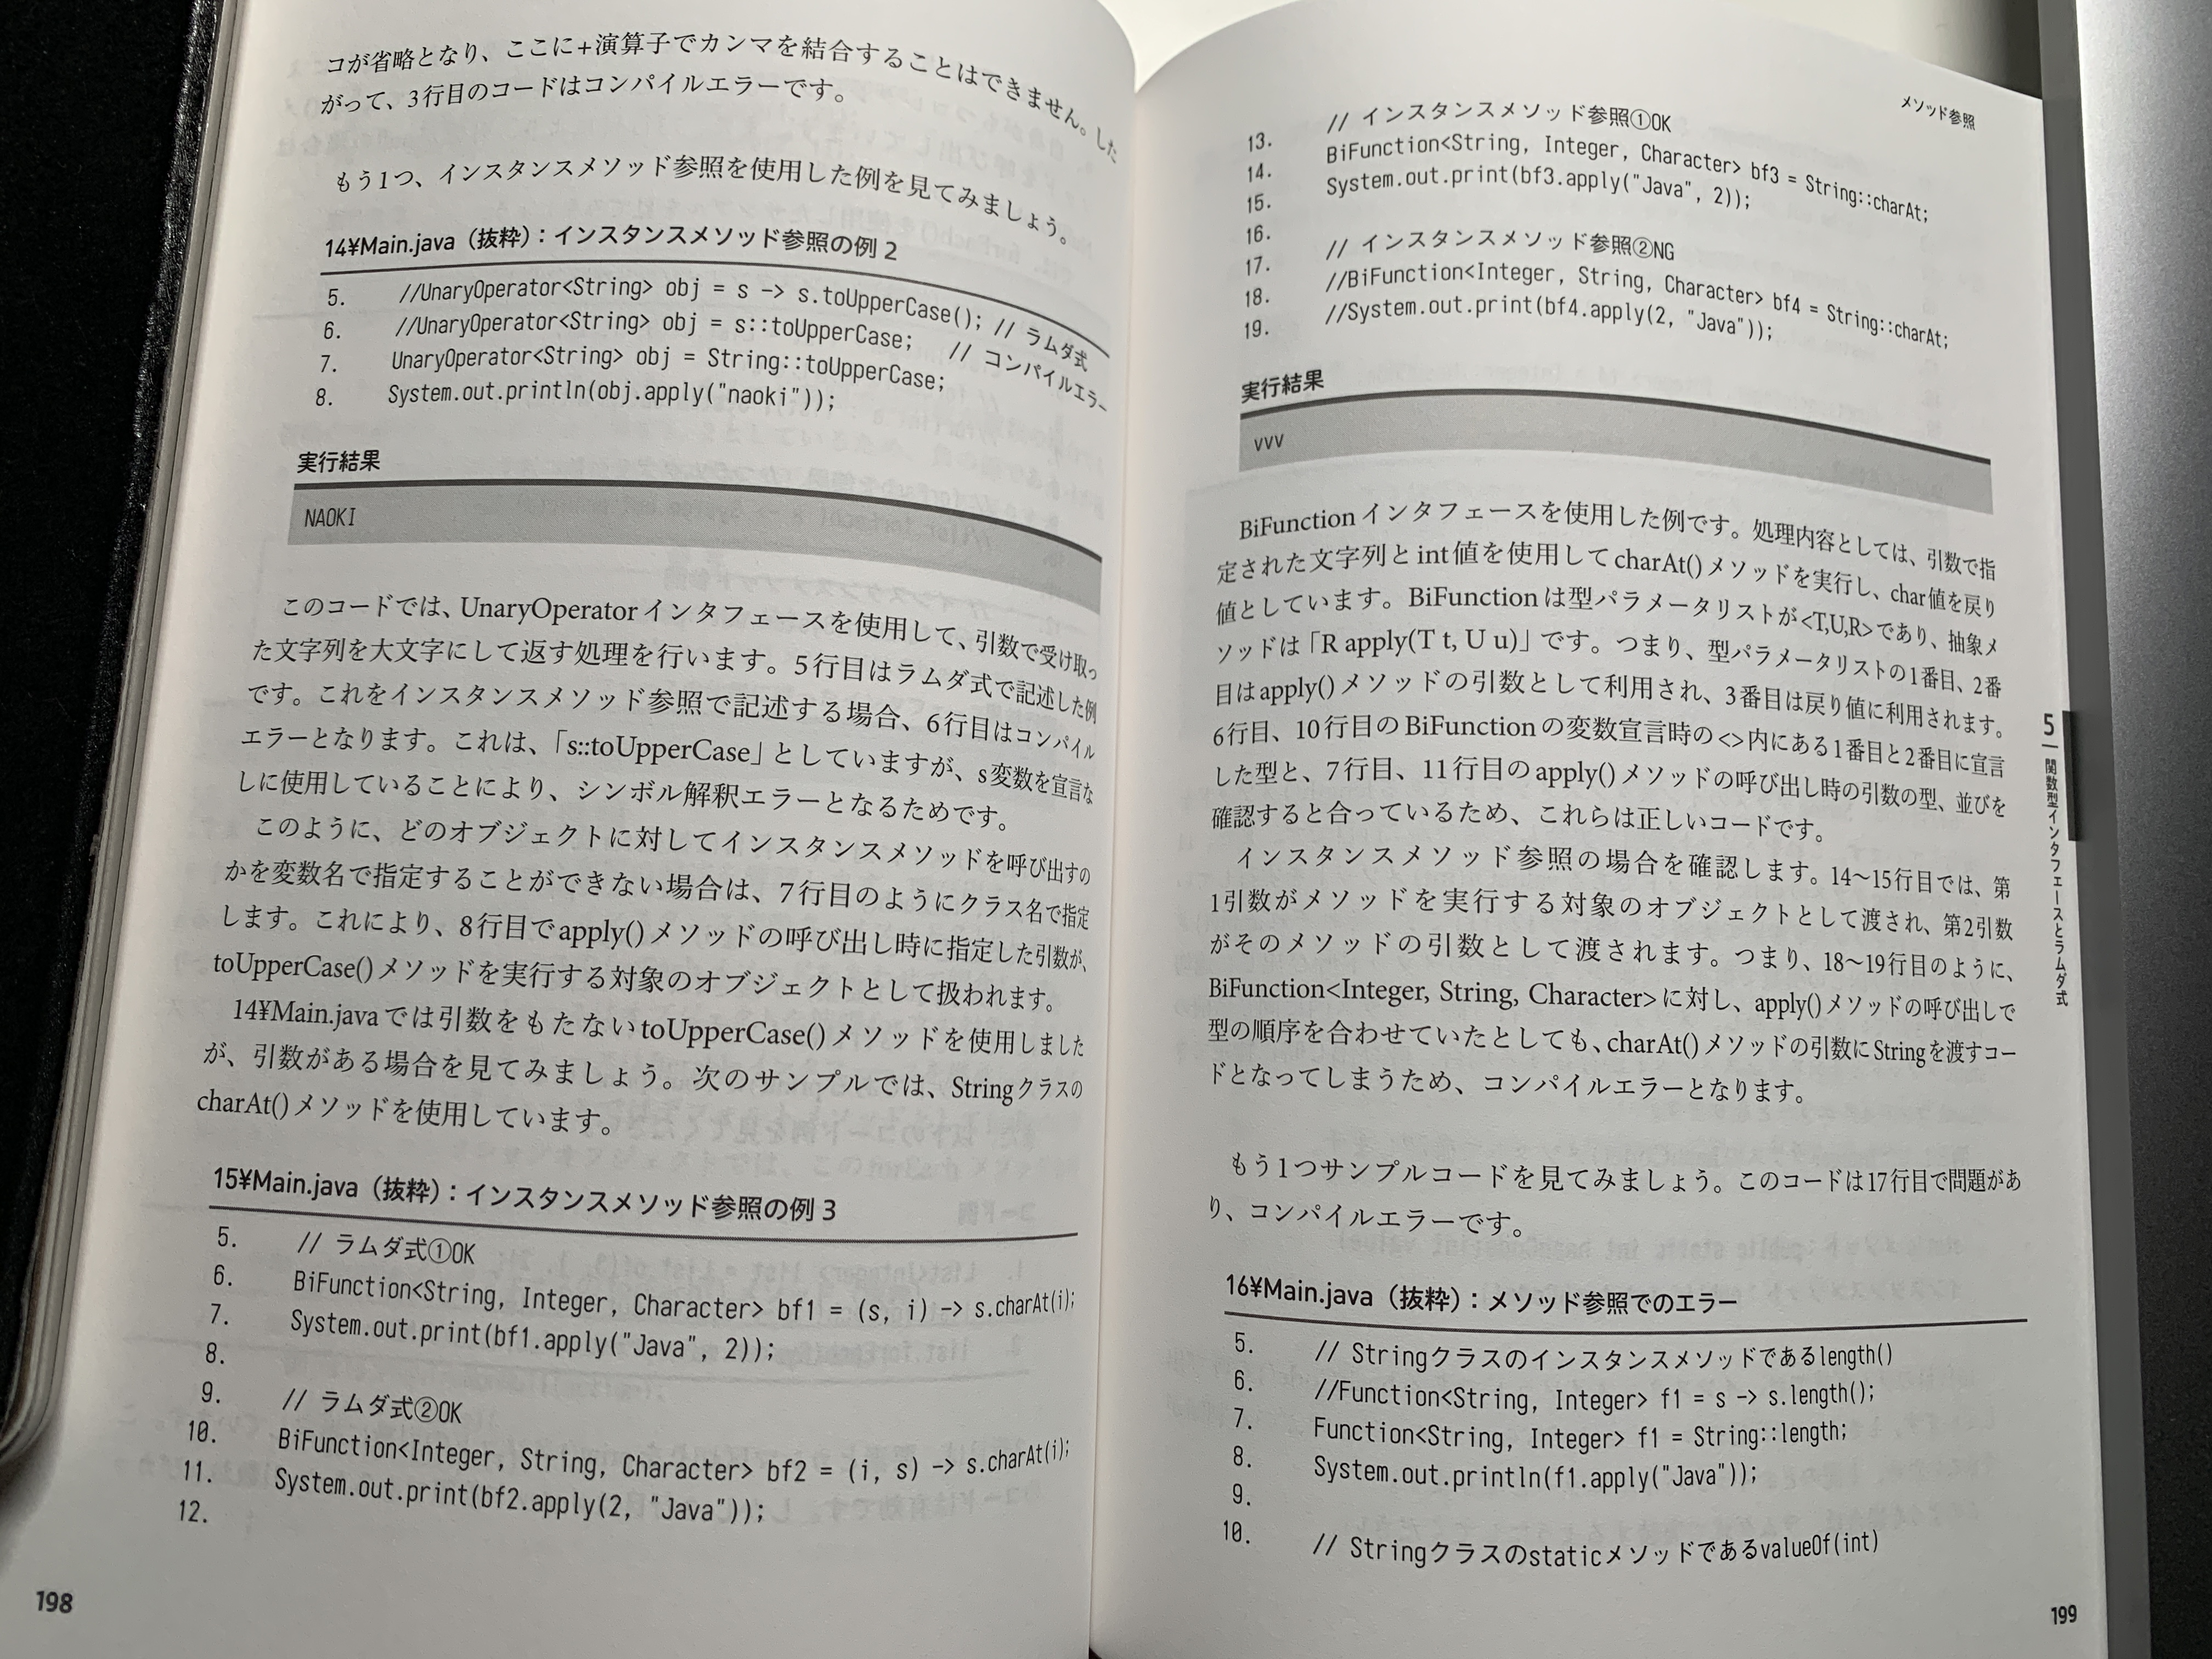 コが省略となり、ここに+演算子でカンマを結合することはできません。した
がって、3行目のコードはコンパイルエラーです。
もう1つ、インスタンスメソッド参照を使用した例を見てみましょう。
14¥Main.java（抜粋）：インスタンスメソッド参照の例 2
5. //UnaryOperator<String> obj = s -> s.toUpperCase(); // ラムダ式
6. //UnaryOperator<String> obj = s::toUpperCase; // コンパイルエラー
7. UnaryOperator<String> obj = String::toUpperCase;
8. System.out.println(obj.apply("naoki"));
実行結果
NAOKI
このコードでは、UnaryOperatorインタフェースを使用して、引数で受け取っ
た文字列を大文字にして返す処理を行います。5行目はラムダ式で記述した例
です。これをインスタンスメソッド参照で記述する場合、6行目はコンパイル
エラーとなります。これは、「s::toUpperCase」としていますが、s変数を宣言な
しに使用していることにより、シンボル解釈エラーとなるためです。
このように、どのオブジェクトに対してインスタンスメソッドを呼び出すの
かを変数名で指定することができない場合は、7行目のようにクラス名で指定
します。これにより、8行目でapply()メソッドの呼び出し時に指定した引数が、
toUpperCase()メソッドを実行する対象のオブジェクトとして扱われます。
14¥Main.javaでは引数をもたないtoUpperCase()メソッドを使用しました
が、引数がある場合を見てみましょう。次のサンプルでは、Stringクラスの
charAt()メソッドを使用しています。
15¥Main.java（抜粋）：インスタンスメソッド参照の例 3
5. // ラムダ式①OK
6. BiFunction<String, Integer, Character> bf1 = (s, i) -> s.charAt(i);
7. System.out.print(bf1.apply("Java", 2));
8.
9. // ラムダ式②OK
10. BiFunction<Integer, String, Character> bf2 = (i, s) -> s.charAt(i);
11. System.out.print(bf2.apply(2, "Java"));
12.
198
メソッド参照
13. // インスタンスメソッド参照①OK
14. BiFunction<String, Integer, Character> bf3 = String::charAt;
15. System.out.print(bf3.apply("Java", 2));
16.
17. // インスタンスメソッド参照②NG
18. //BiFunction<Integer, String, Character> bf4 = String::charAt;
19. //System.out.print(bf4.apply(2, "Java"));
実行結果
vvv
BiFunctionインタフェースを使用した例です。処理内容としては、引数で指
定された文字列とint値を使用してcharAt()メソッドを実行し、char値を戻り
値としています。BiFunctionは型パラメータリストが<T,U,R>であり、抽象メ
ソッドは「R apply(T t, U u)」です。つまり、型パラメータリストの1番目、2番
目はapply()メソッドの引数として利用され、3番目は戻り値に利用されます。
6行目、10行目のBiFunctionの変数宣言時の<>内にある1番目と2番目に宣言
した型と、7行目、11行目のapply()メソッドの呼び出し時の引数の型、並びを
確認すると合っているため、これらは正しいコードです。
インスタンスメソッド参照の場合を確認します。14～15行目では、第
1引数がメソッドを実行する対象のオブジェクトとして渡され、第2引数
がそのメソッドの引数として渡されます。つまり、18～19行目のように、
BiFunction<Integer, String, Character>に対し、apply()メソッドの呼び出しで
型の順序を合わせていたとしても、charAt()メソッドの引数にStringを渡すコー
ドとなってしまうため、コンパイルエラーとなります。
もう1つサンプルコードを見てみましょう。このコードは17行目で問題があ
り、コンパイルエラーです。
16¥Main.java（抜粋）：メソッド参照でのエラー
5. // Stringクラスのインスタンスメソッドであるlength()
6. //Function<String, Integer> f1 = s -> s.length();
7. Function<String, Integer> f1 = String::length;
8. System.out.println(f1.apply("Java"));
9.
10. // StringクラスのstaticメソッドであるvalueOf(int)
5 関数型インタフェースとラムダ式
199